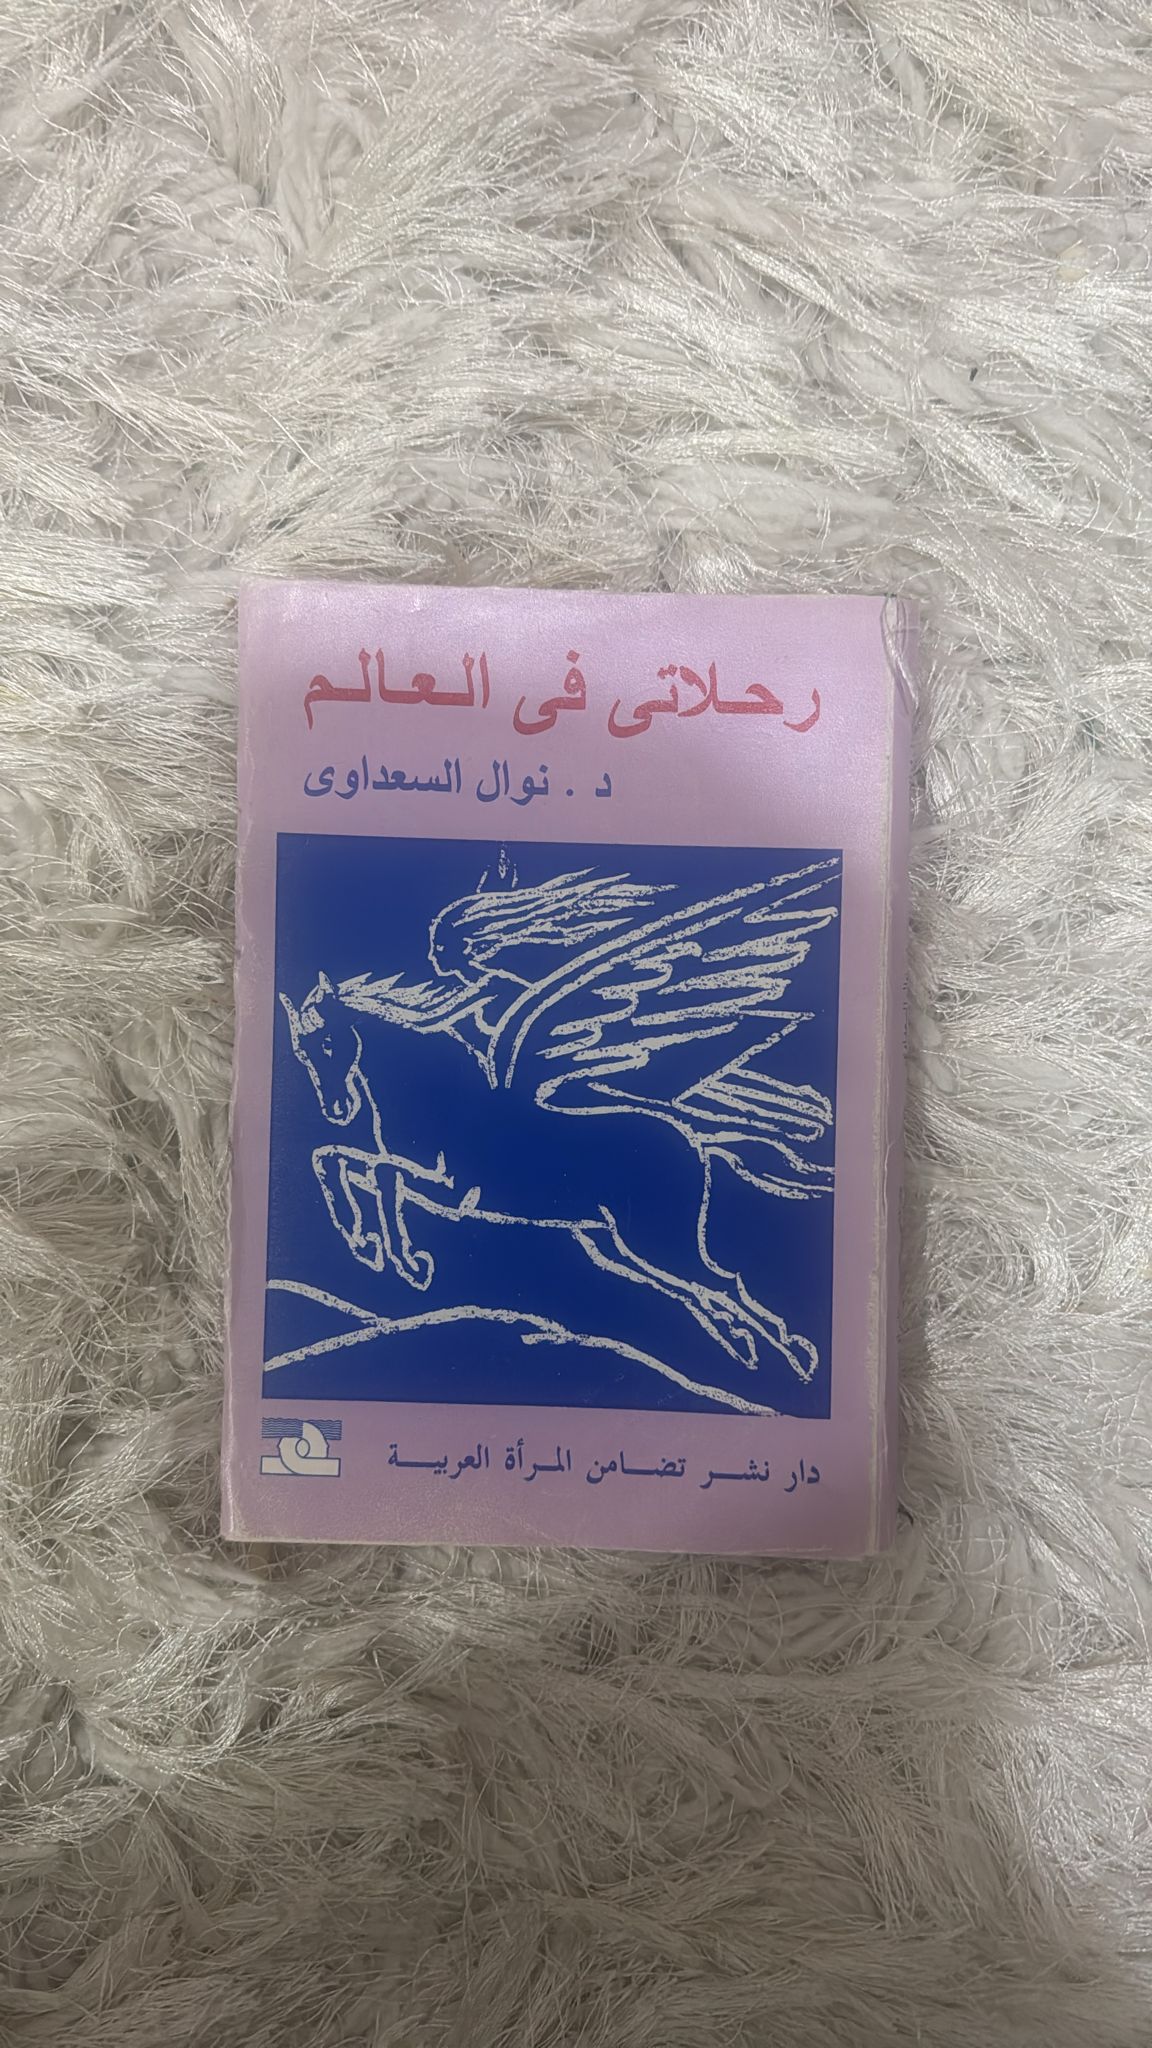 رحلاتى فى العالم
د . نوال السعداوى
دار نشر تضامن المرأة العربية